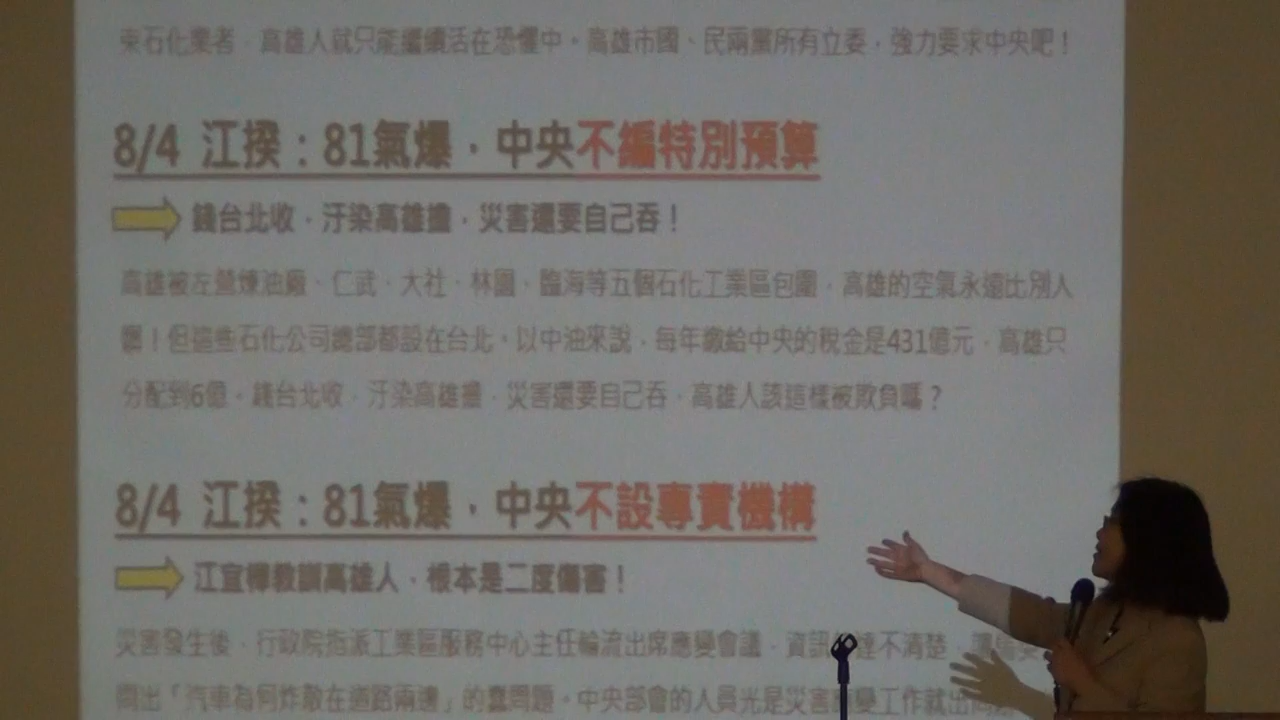 束石化業者，高雄人就只能繼續活在恐懼中。高雄市國、民兩黨所有立委，強力要求中央吧！
8/4 江揆：81氣爆，中央不編特別預算
錢台北收，汙染高雄擔，災害還要自己吞！
高雄被左營煉油廠、仁武、大社、林園、臨海等五個石化工業區包圍，高雄的空氣永遠比別人
髒！但這些石化公司總部都設在台北。以中油來說，每年繳給中央的稅金是431億元，高雄只
分配到6億。錢台北收，汙染高雄擔，災害還要自己吞，高雄人該這樣被欺負嗎？
8/4 江揆：81氣爆，中央不設專責機構
江宜樺教訓高雄人，根本是二度傷害！
災害發生後，行政院指派工業區服務中心主任輪流出席應變會議，資訊 達不清楚，還
問出「汽車為何炸散在道路兩邊」的蠢問題。中央部會的人員光是災害應變工作就出問